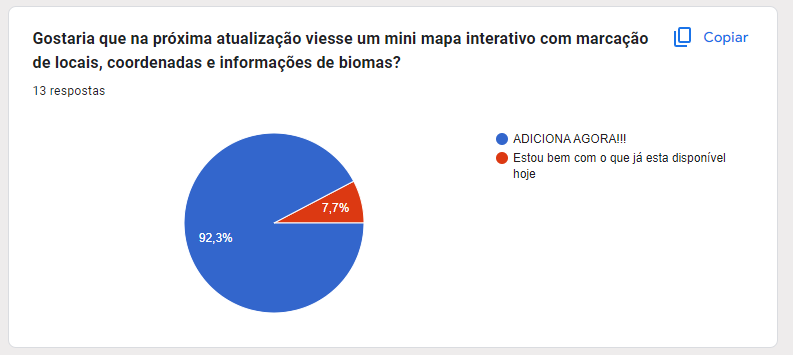 Gostaria que na próxima atualização viesse um mini mapa interativo com marcação
de locais, coordenadas e informações de biomas?
Copiar
13 respostas
ADICIONA AGORA!!!
Estou bem com o que já esta disponível
hoje
7,7%
92,3%